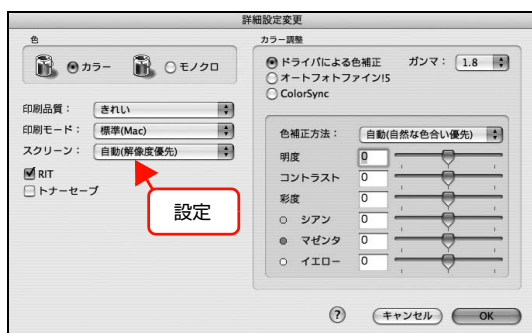 詳細設定変更
色
カラー
モノクロ
印刷品質： きれい
印刷モード： 標準(Mac)
スクリーン： 自動(解像度優先)
RIT
トナーセーブ
設定
カラー調整
ドライバによる色補正
ガンマ： 1.8
オートフォトファイン!5
ColorSync
色補正方法： 自動(自然な色合い優先)
明度 0
コントラスト 0
彩度 0
シアン 0
マゼンタ 0
イエロー 0
?
キャンセル
OK